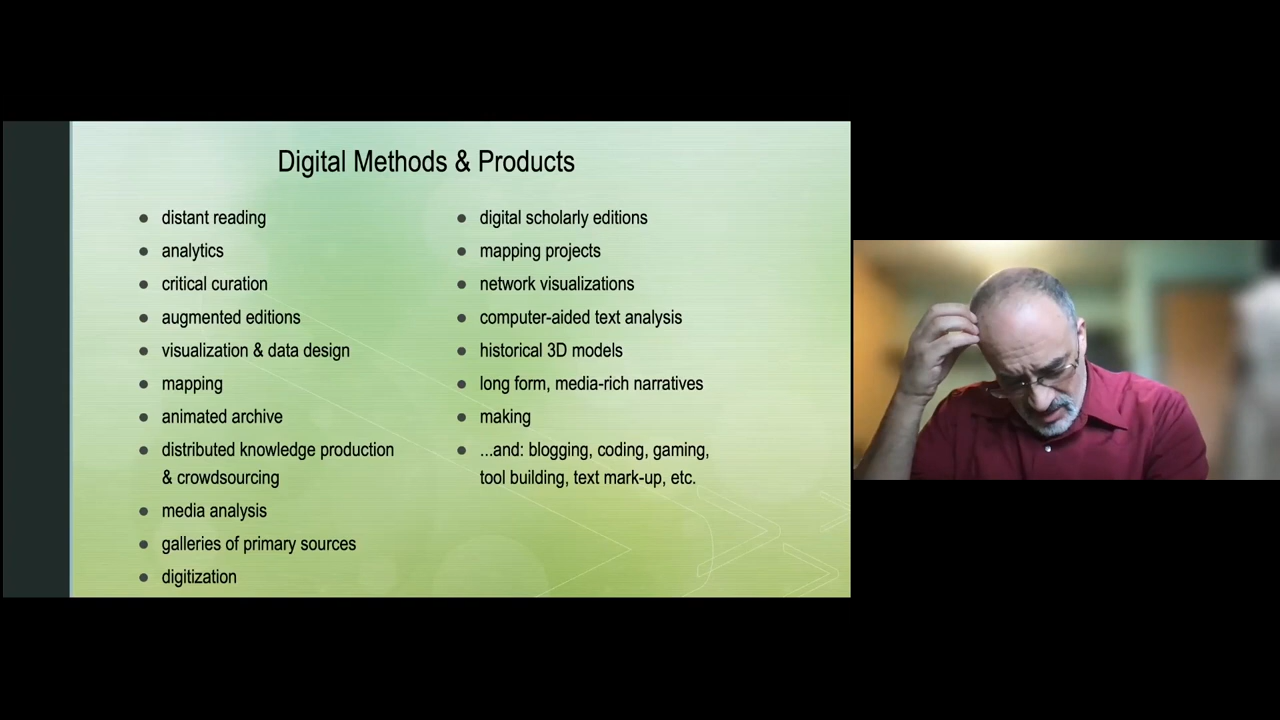 Digital Methods & Products
distant reading
analytics
critical curation
augmented editions
visualization & data design
mapping
animated archive
distributed knowledge production
& crowdsourcing
media analysis
galleries of primary sources
digitization
digital scholarly editions
mapping projects
network visualizations
computer-aided text analysis
historical 3D models
long form, media-rich narratives
making
...and: blogging, coding, gaming,
tool building, text mark-up, etc.